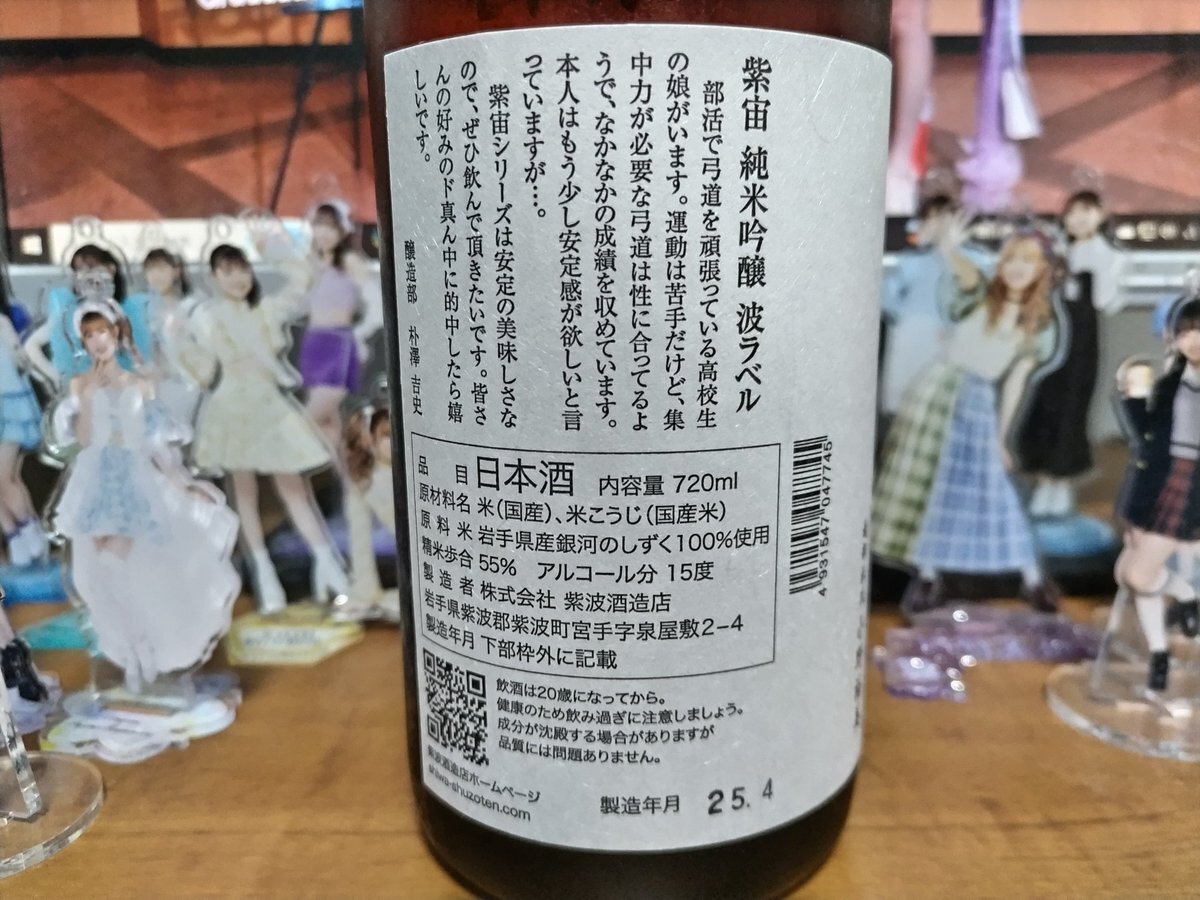 紫宙 純米吟醸 波ラベル
部活で弓道を頑張っている高校生
の娘がいます。運動は苦手だけど、集
中力が必要な弓道は性に合ってるよ
うで、なかなかの成績を収めています。
本人はもう少し安定感が欲しいと言
っていますが…。
紫宙シリーズは安定の美味しさな
ので、ぜひ飲んで頂きたいです。皆さ
んの好みのド真ん中に的中したら嬉
しいです。
醸造部 朴澤 吉史
品目 日本酒 内容量 720ml
原材料名 米(国産)、米こうじ(国産米)
原料米 岩手県産銀河のしずく100%使用
精米歩合 55% アルコール分 15度
製造者 株式会社 紫波酒造店
岩手県紫波郡紫波町宮手字泉屋敷2-4
製造年月 下部枠外に記載
4931547047745
飲酒は20歳になってから。
健康のため飲み過ぎに注意しましょう。
成分が沈殿する場合がありますが
品質には問題ありません。
紫波酒造店ホームページ
shiwa-shuzoten.com
製造年月 25.4